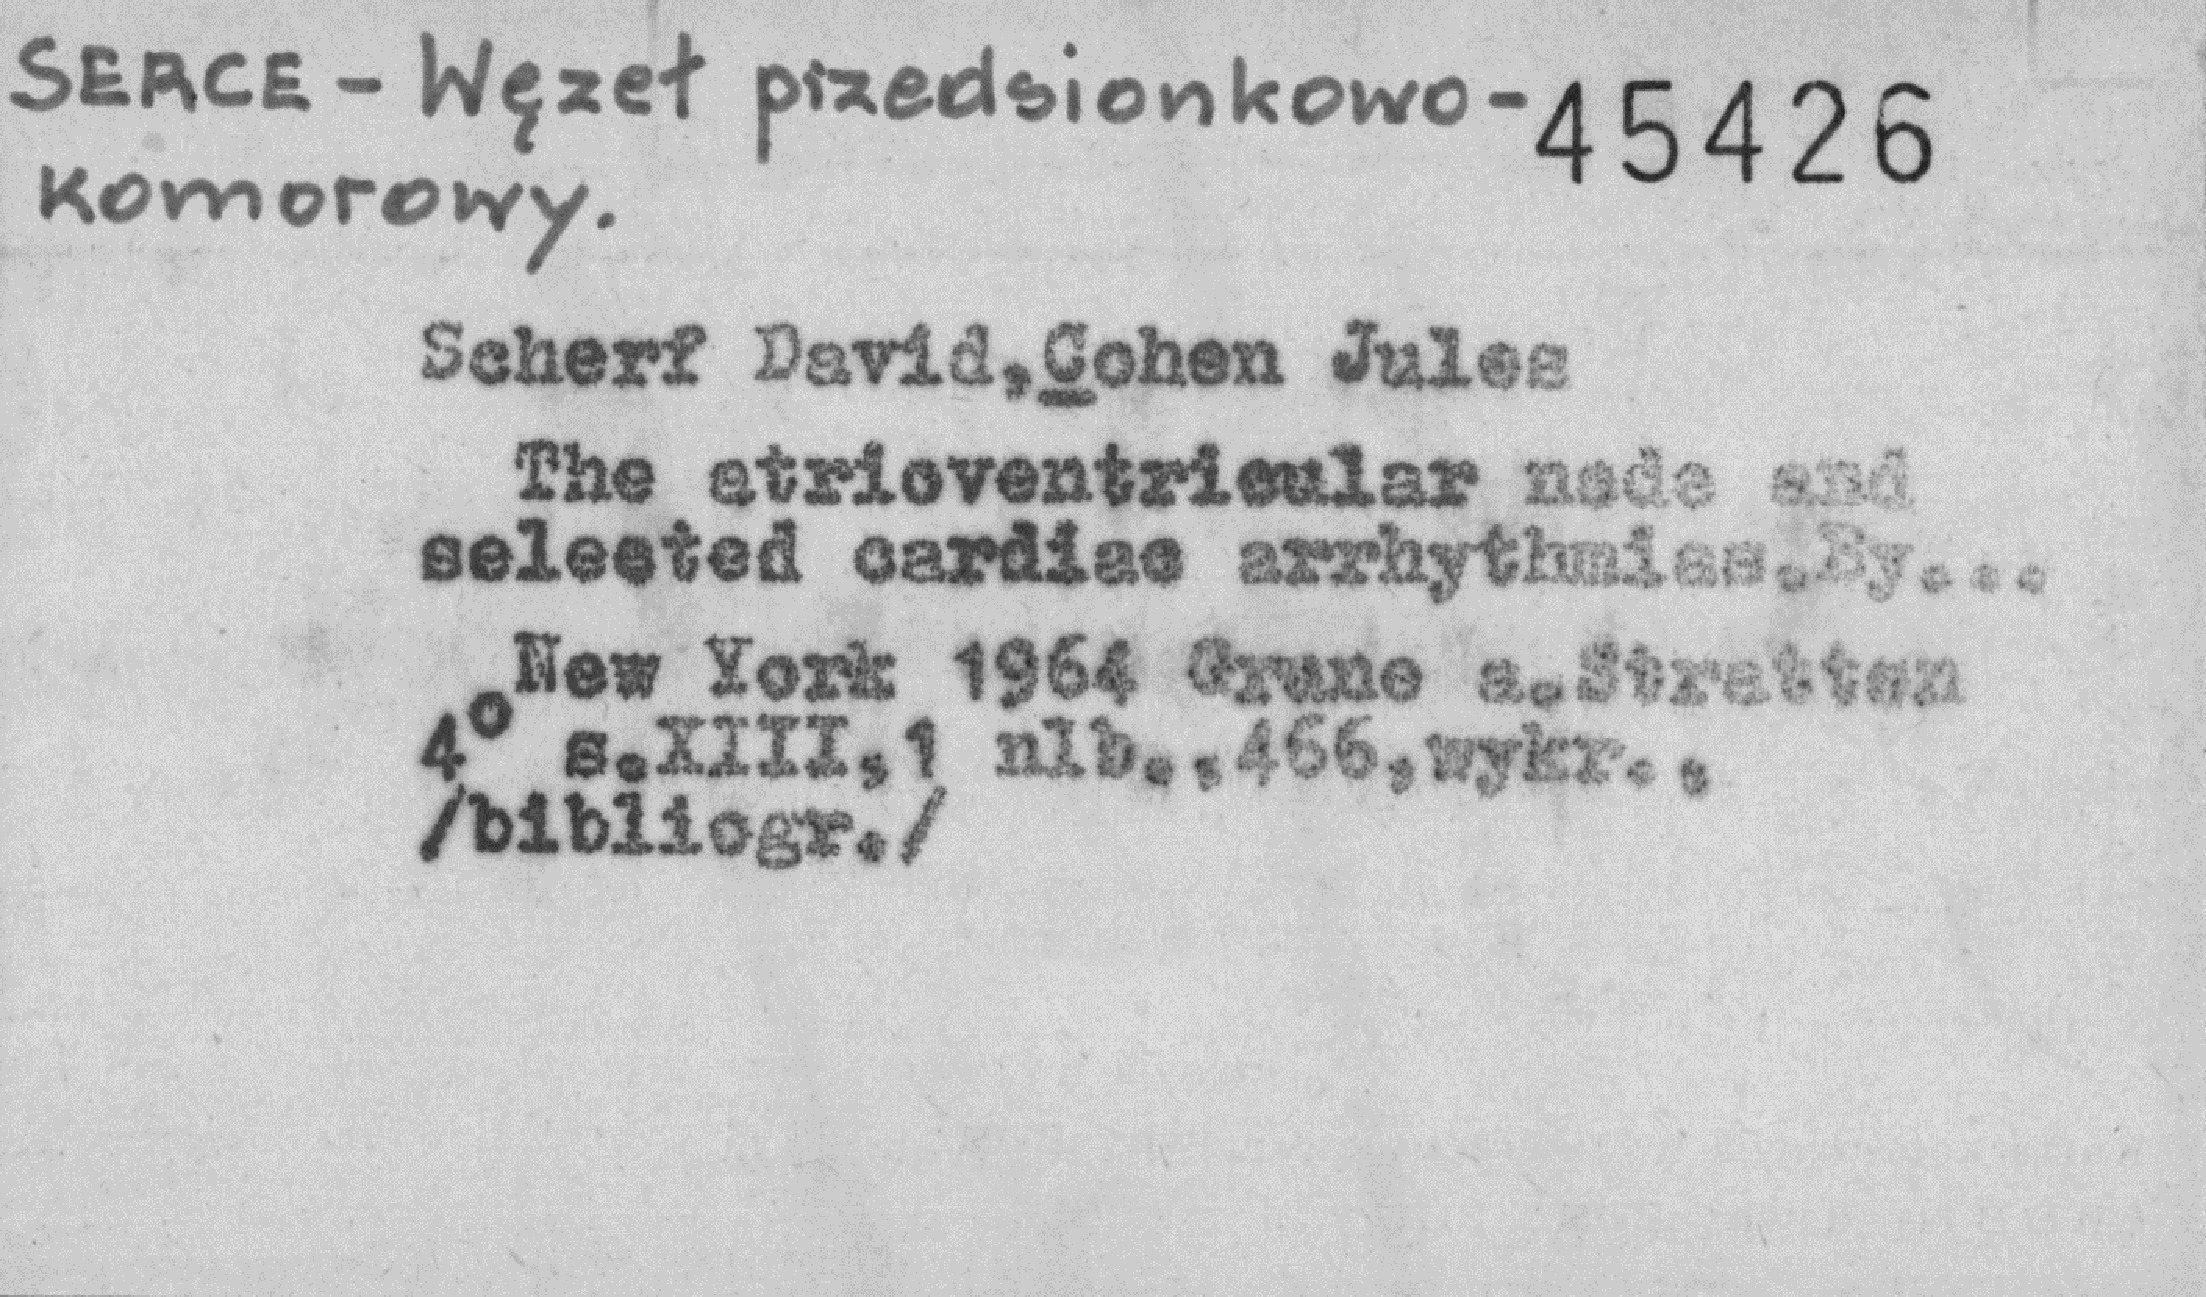 SERCE - Węzeł przedsionkowo-45426
komorowy.
Scherf David,Cohen Jules
The atrioventricular node and
selected cardiac arrhythmias.By...
New York 1964 Grune a.Stratton
4° s.XIII,1 nlb.,466,wykr.,
/bibliogr./